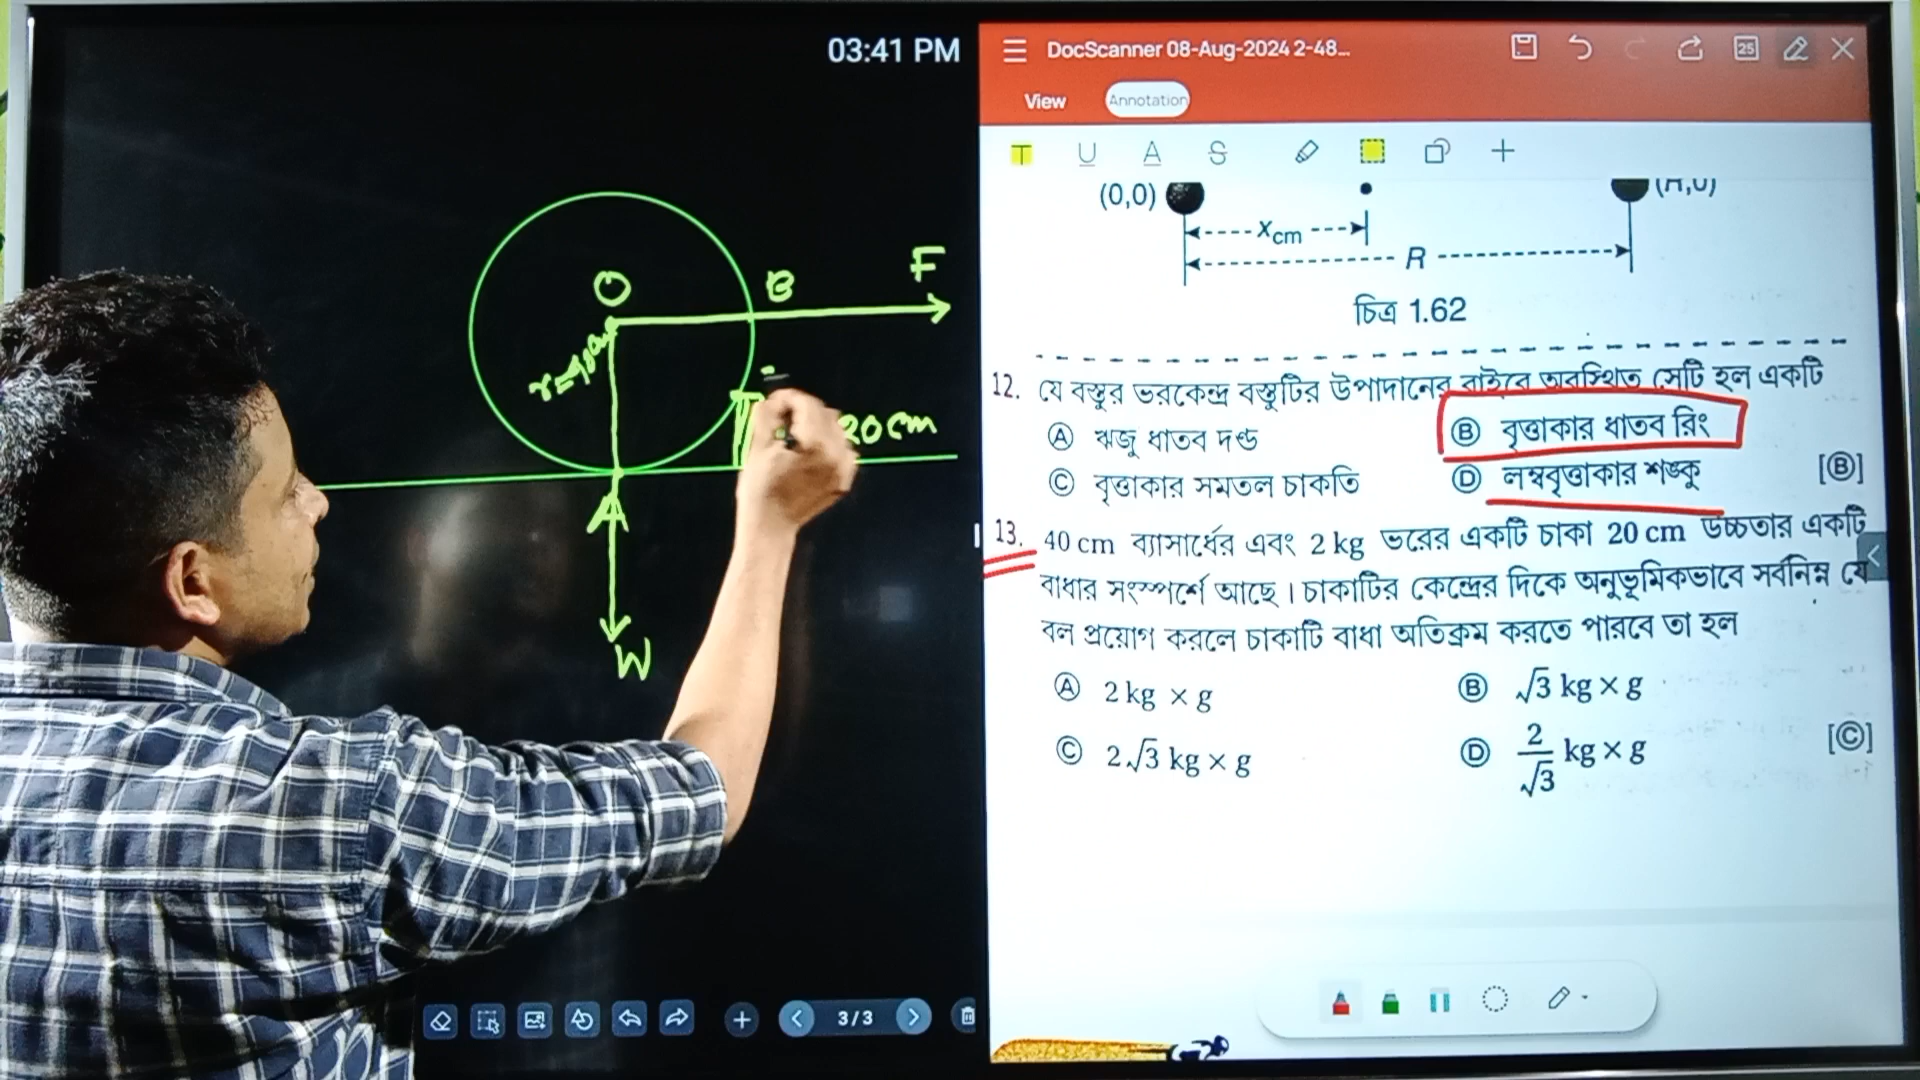 03:41 PM
O
B
F
r=40cm
20cm
A
W
DocScanner 08-Aug-2024 2-48...
25
View
Annotation
T U A S
(0,0)
(R,0)
xcm
R
চিত্র 1.62
12. যে বস্তুর ভরকেন্দ্র বস্তুটির উপাদানের বাইরে অবস্থিত সেটি হল একটি
Ⓐ ঋজু ধাতব দণ্ড
Ⓑ বৃত্তাকার ধাতব রিং
Ⓒ বৃত্তাকার সমতল চাকতি
Ⓓ লম্ববৃত্তাকার শঙ্কু
[Ⓑ]
13. 40 cm ব্যাসার্ধের এবং 2 kg ভরের একটি চাকা 20 cm উচ্চতার একটি
বাধার সংস্পর্শে আছে। চাকাটির কেন্দ্রের দিকে অনুভূমিকভাবে সর্বনিম্ন যে
বল প্রয়োগ করলে চাকাটি বাধা অতিক্রম করতে পারবে তা হল
Ⓐ 2 kg × g
Ⓑ √3 kg × g
Ⓒ 2√3 kg × g
Ⓓ 2/√3 kg × g
[Ⓒ]
3/3